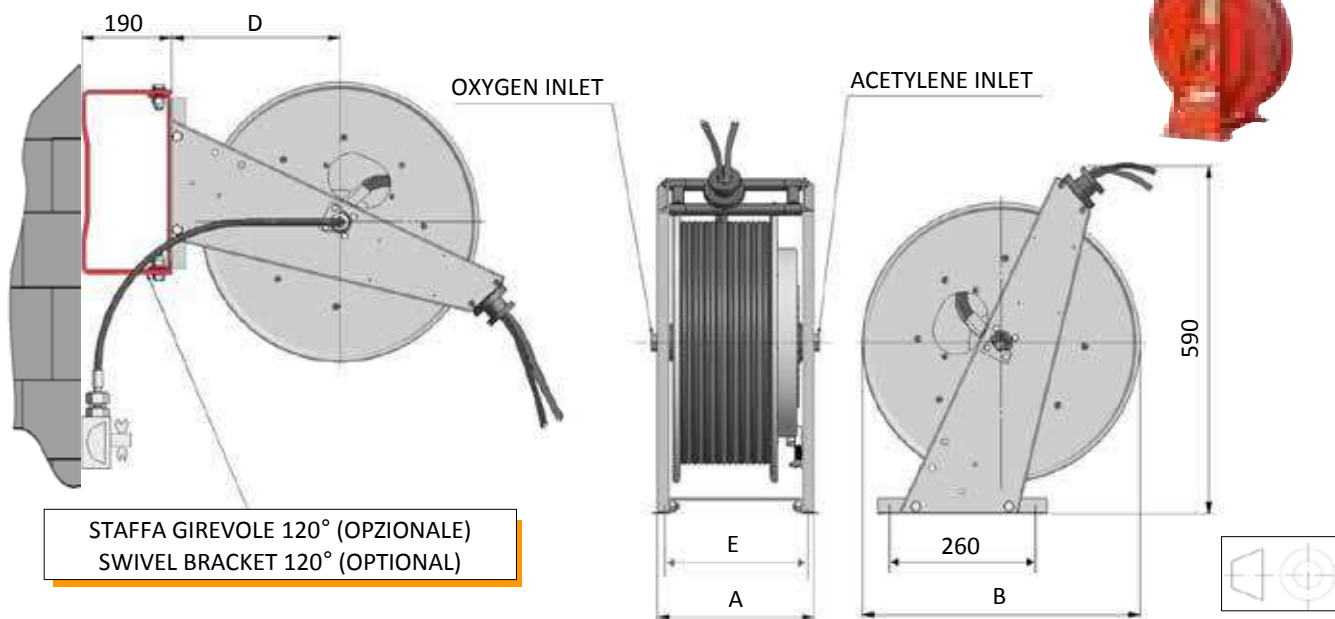 190
D
OXYGEN INLET
ACETYLENE INLET
590
STAFFA GIREVOLE 120° (OPZIONALE)
SWIVEL BRACKET 120° (OPTIONAL)
E
260
A
B